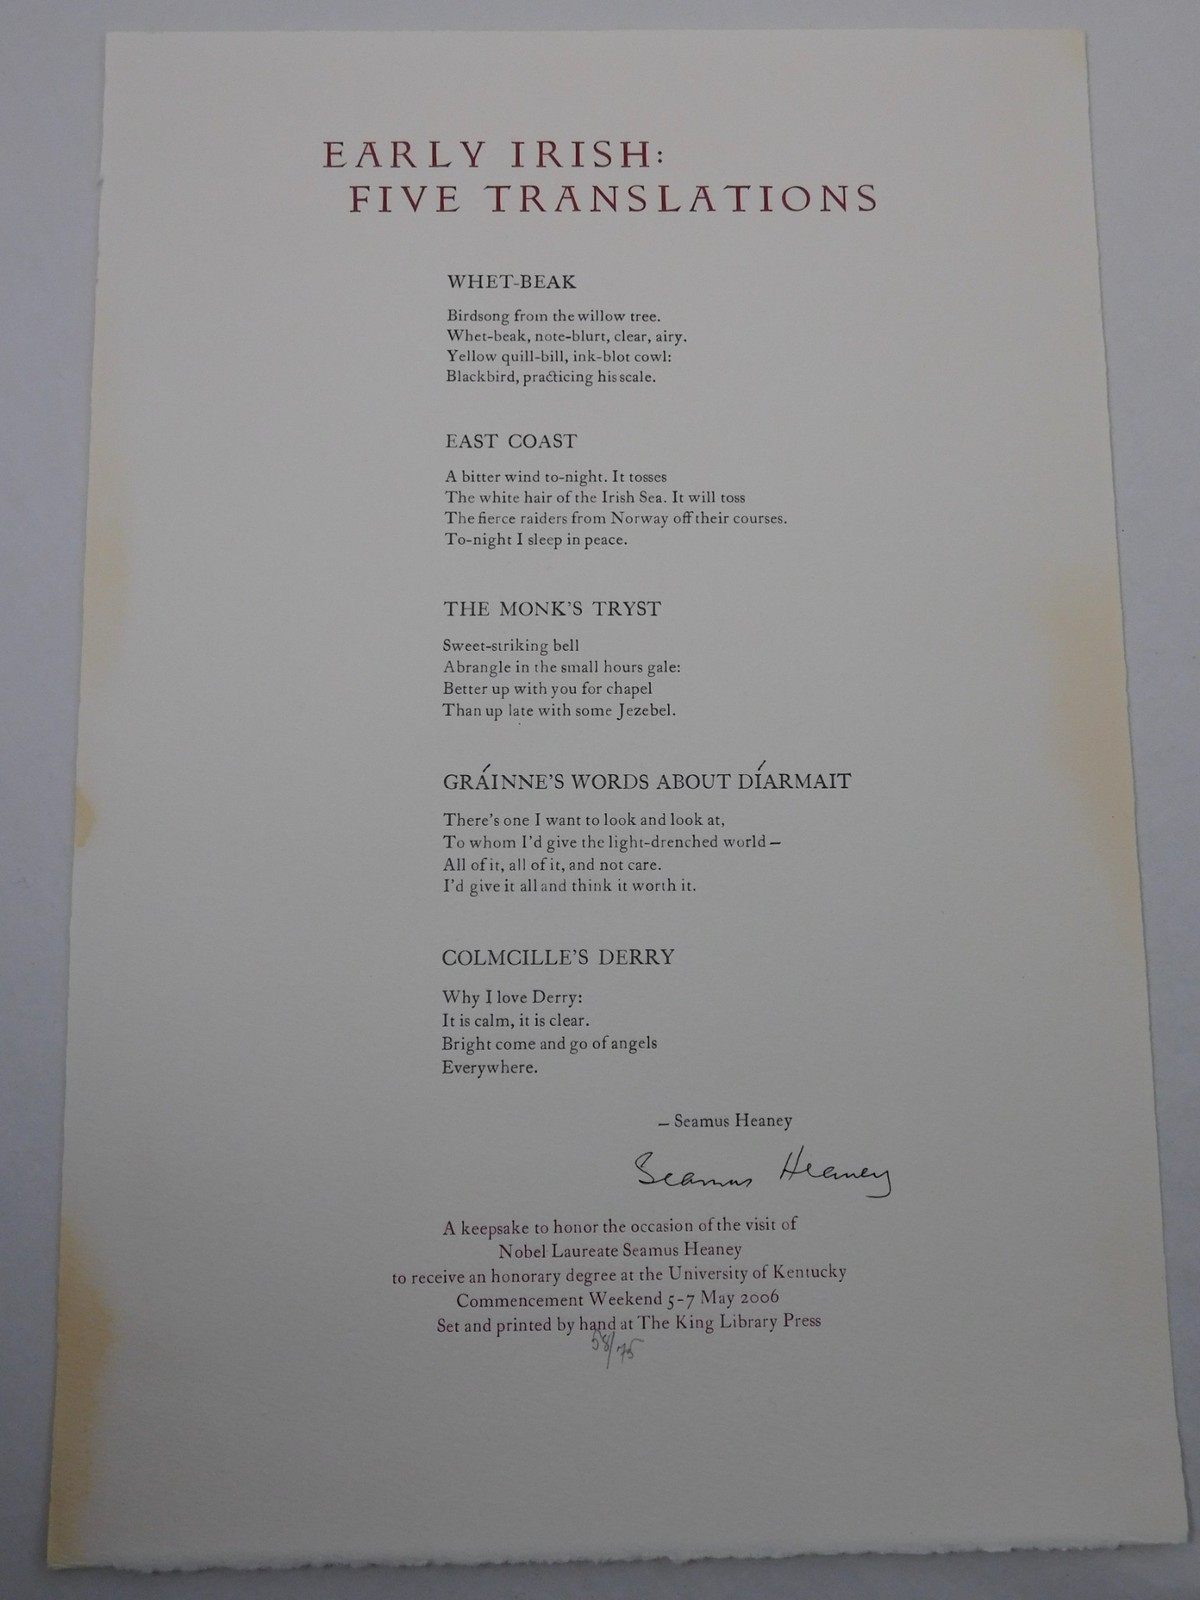 EARLY IRISH:
FIVE TRANSLATIONS
WHET-BEAK
Birdsong from the willow tree.
Whet-beak, note-blurt, clear, airy.
Yellow quill-bill, ink-blot cowl:
Blackbird, practicing his scale.
EAST COAST
A bitter wind to-night. It tosses
The white hair of the Irish Sea. It will toss
The fierce raiders from Norway off their courses.
To-night I sleep in peace.
THE MONK'S TRYST
Sweet-striking bell
Abrangle in the small hours gale:
Better up with you for chapel
Than up late with some Jezebel.
GRÁINNE'S WORDS ABOUT DÍARMAIT
There's one I want to look and look at,
To whom I'd give the light-drenched world—
All of it, all of it, and not care.
I'd give it all and think it worth it.
COLMCILLE'S DERRY
Why I love Derry:
It is calm, it is clear.
Bright come and go of angels
Everywhere.
— Seamus Heaney
Seamus Heaney
A keepsake to honor the occasion of the visit of
Nobel Laureate Seamus Heaney
to receive an honorary degree at the University of Kentucky
Commencement Weekend 5-7 May 2006
Set and printed by hand at The King Library Press
58/75